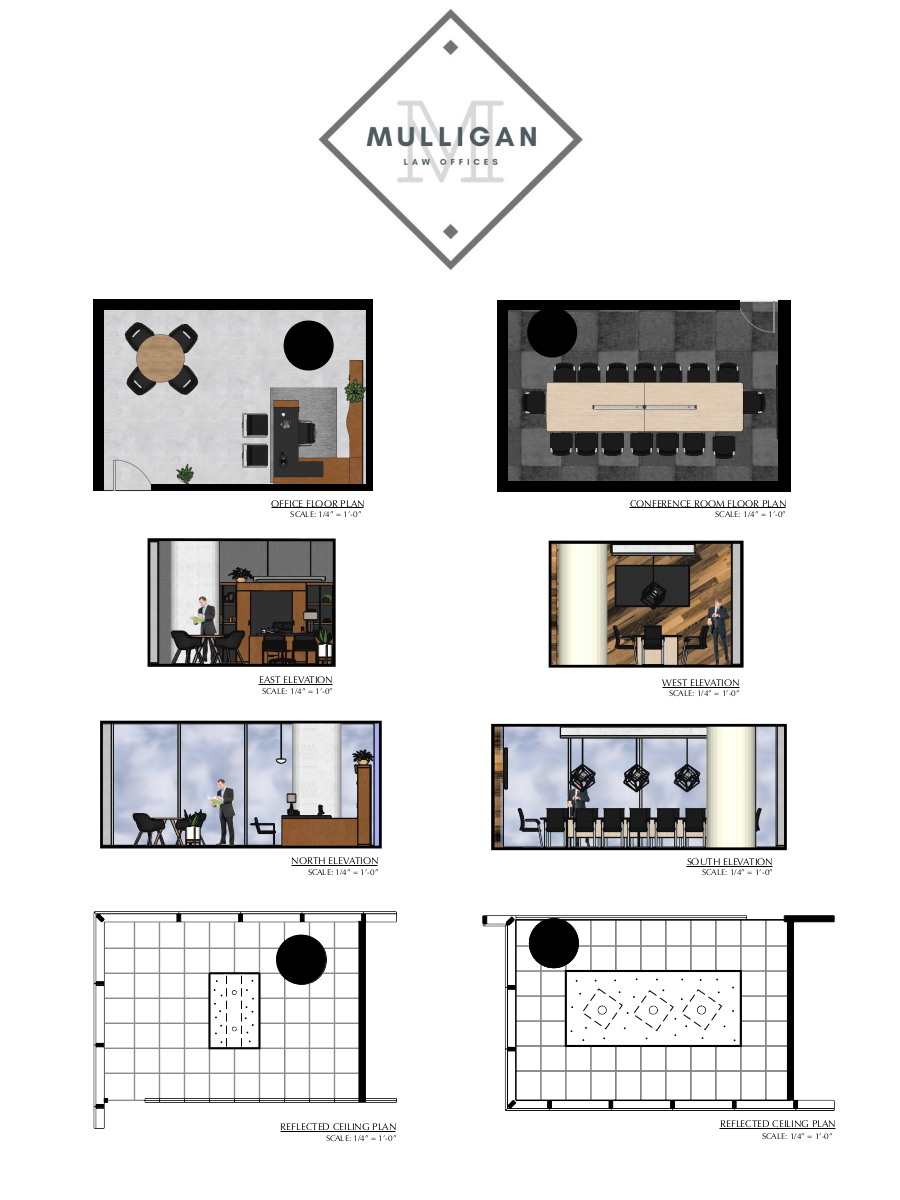 M
MULLIGAN
LAW OFFICES
OFFICE FLOOR PLAN
SCALE: 1/4" = 1'-0"
CONFERENCE ROOM FLOOR PLAN
SCALE: 1/4" = 1'-0"
EAST ELEVATION
SCALE: 1/4" = 1'-0"
WEST ELEVATION
SCALE: 1/4" = 1'-0"
NORTH ELEVATION
SCALE: 1/4" = 1'-0"
SOUTH ELEVATION
SCALE: 1/4" = 1'-0"
REFLECTED CEILING PLAN
SCALE: 1/4" = 1'-0"
REFLECTED CEILING PLAN
SCALE: 1/4" = 1'-0"